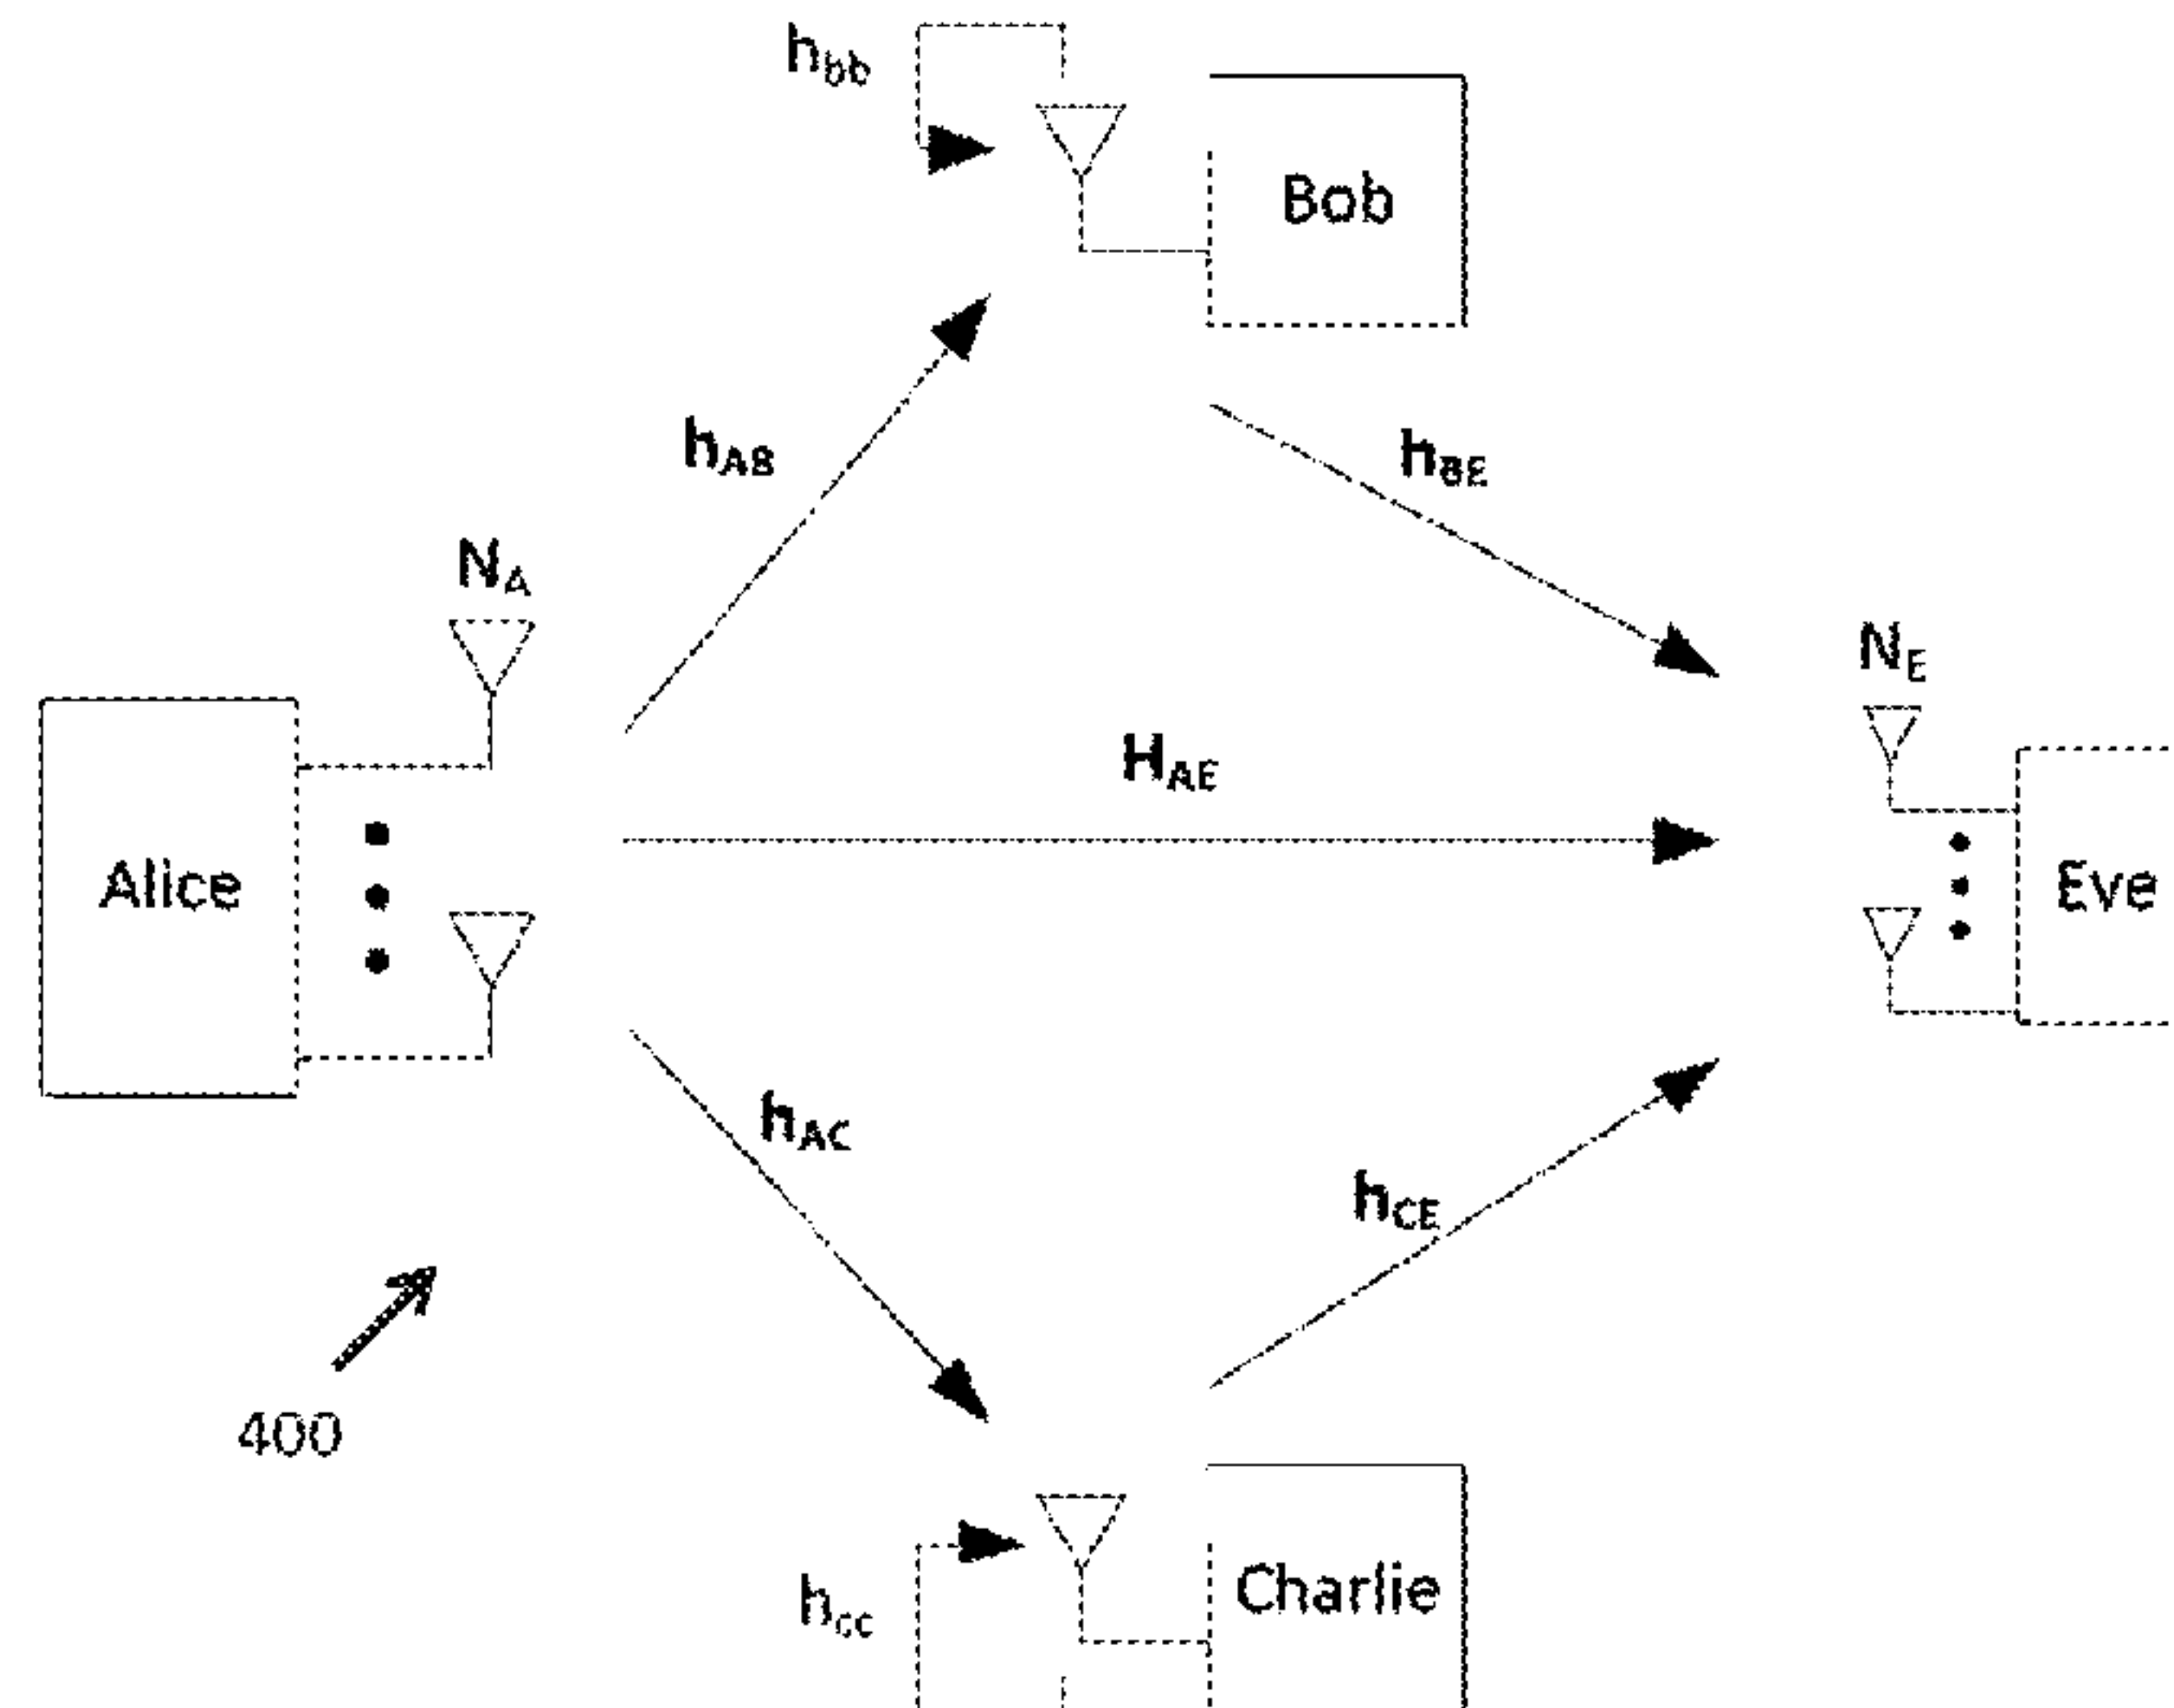 hbb
Bob
hAB
hBE
NA
NE
HAE
Alice
Eve
hAC
hCE
400
Charlie
hcc